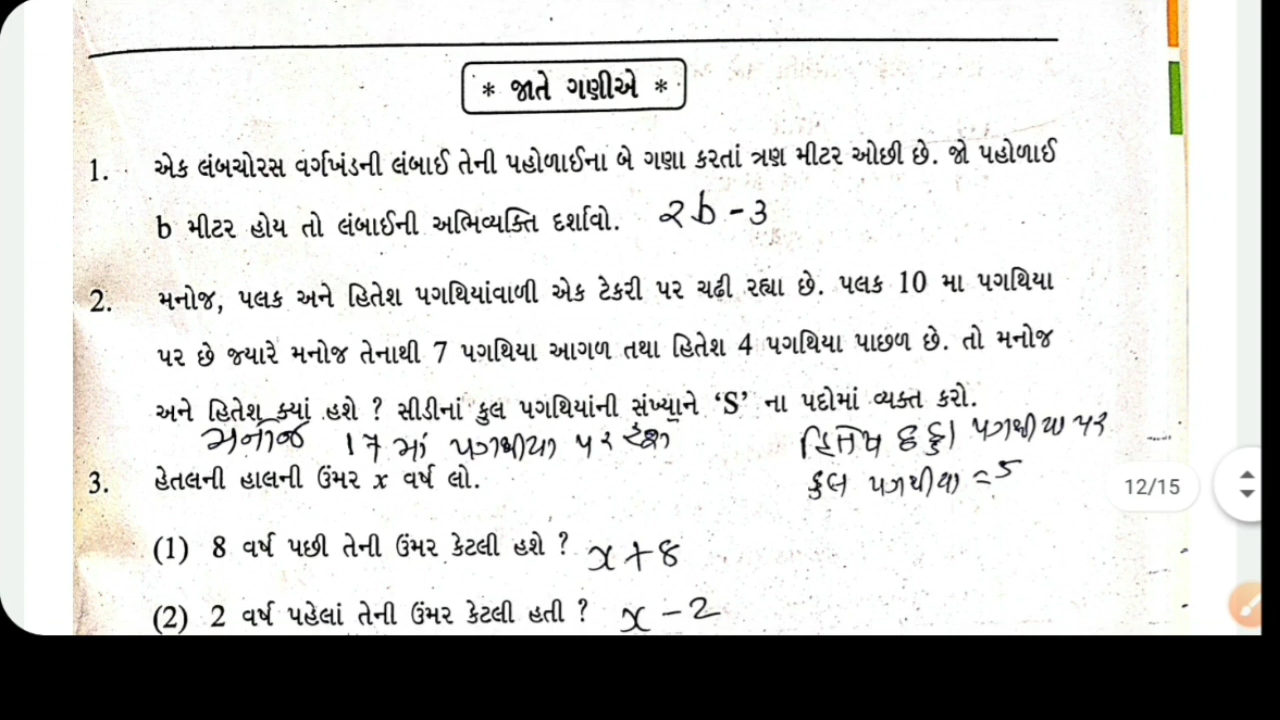 * જાતે ગણીએ *
1. એક લંબચોરસ વર્ગખંડની લંબાઈ તેની પહોળાઈના બે ગણા કરતાં ત્રણ મીટર ઓછી છે. જો પહોળાઈ
b મીટર હોય તો લંબાઈની અભિવ્યક્તિ દર્શાવો. 2b - 3
2. મનોજ, પલક અને હિતેશ પગથિયાંવાળી એક ટેકરી પર ચઢી રહ્યા છે. પલક 10 મા પગથિયા
પર છે જ્યારે મનોજ તેનાથી 7 પગથિયા આગળ તથા હિતેશ 4 પગથિયા પાછળ છે. તો મનોજ
અને હિતેશ ક્યાં હશે ? સીડીનાં કુલ પગથિયાંની સંખ્યાને ‘S’ ના પદોમાં વ્યક્ત કરો.
મનોજ 17 માં પગથીયા પર હિતેષ છઠ્ઠા પગથીયા પર
3. હેતલની હાલની ઉંમર x વર્ષ લો. કુલ પગથીયા = S
12/15
(1) 8 વર્ષ પછી તેની ઉંમર કેટલી હશે ? x + 8
(2) 2 વર્ષ પહેલાં તેની ઉંમર કેટલી હતી ? x - 2